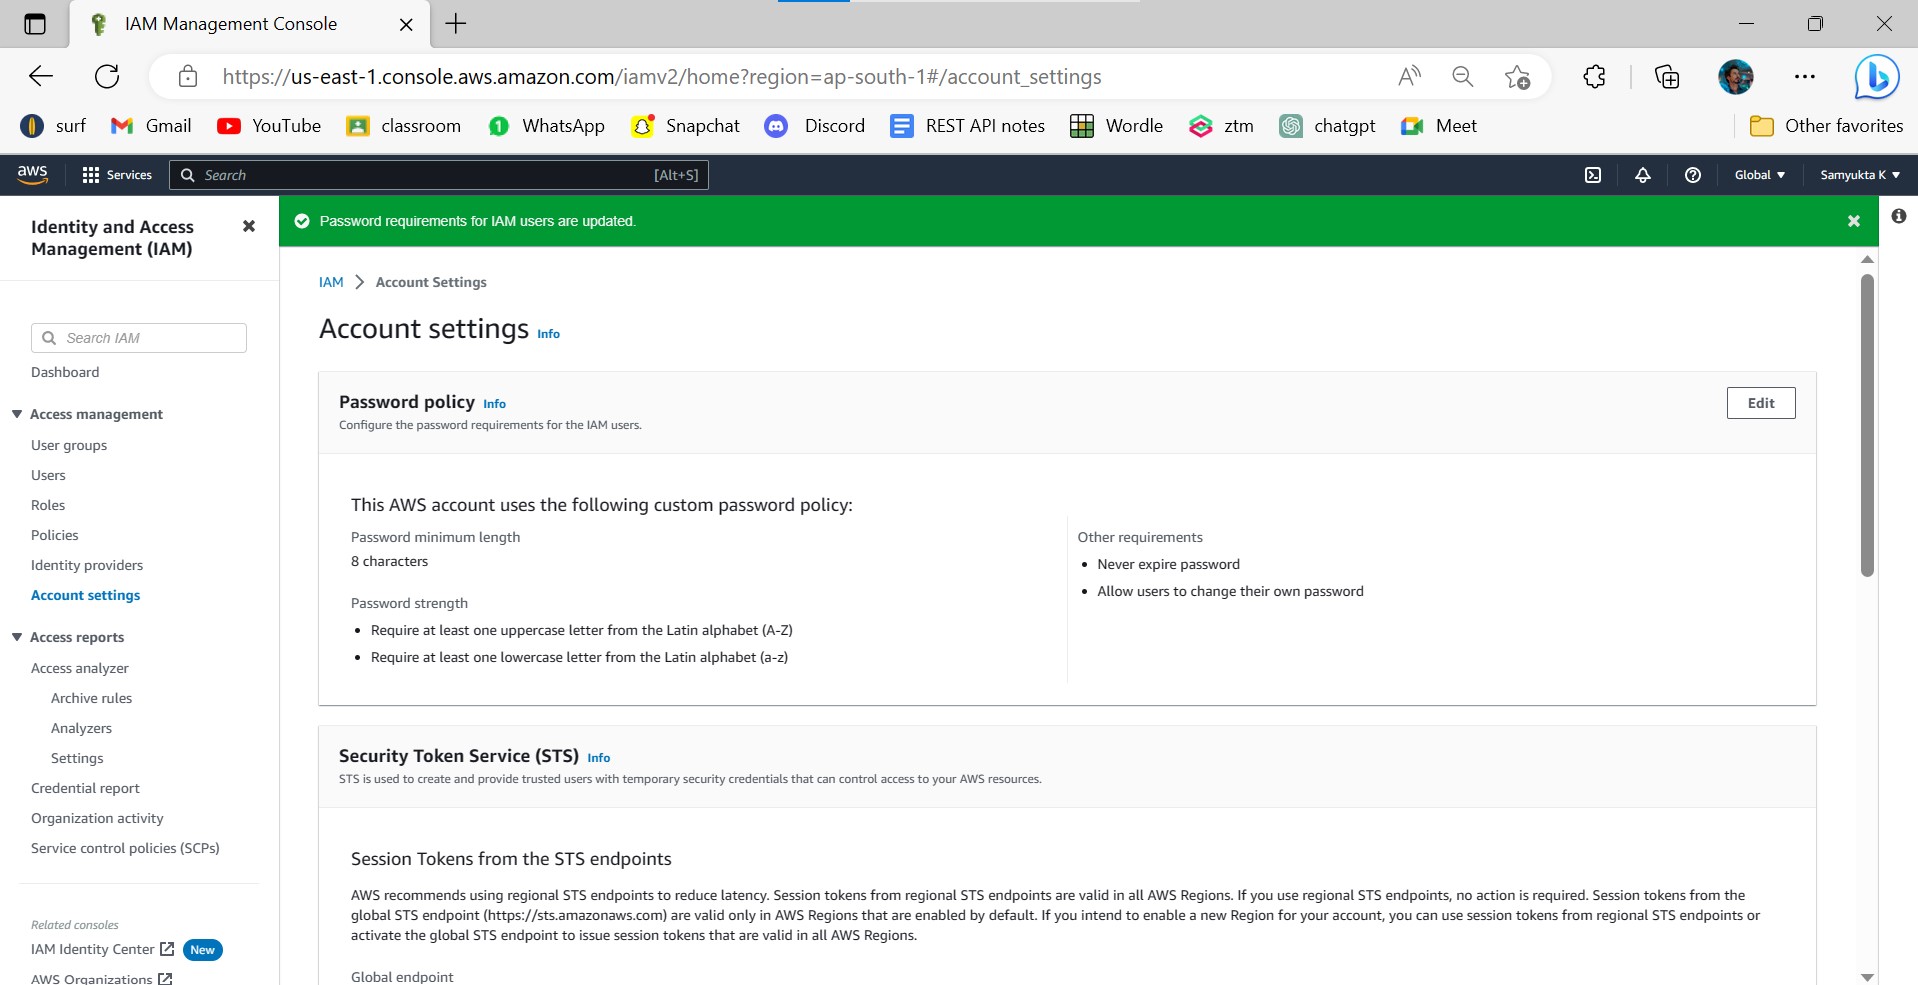 IAM Management Console
https://us-east-1.console.aws.amazon.com/iamv2/home?region=ap-south-1#/account_settings
surf Gmail YouTube classroom WhatsApp Snapchat Discord REST API notes Wordle ztm chatgpt Meet Other favorites
aws Services Search [Alt+S] Global Samyukta K
Identity and Access
Management (IAM)
Search IAM
Dashboard
Access management
User groups
Users
Roles
Policies
Identity providers
Account settings
Access reports
Access analyzer
Archive rules
Analyzers
Settings
Credential report
Organization activity
Service control policies (SCPs)
Related consoles
IAM Identity Center New
AWS Organizations
Password requirements for IAM users are updated.
IAM > Account Settings
Account settings Info
Password policy Info
Configure the password requirements for the IAM users.
Edit
This AWS account uses the following custom password policy:
Password minimum length
8 characters
Password strength
• Require at least one uppercase letter from the Latin alphabet (A-Z)
• Require at least one lowercase letter from the Latin alphabet (a-z)
Other requirements
• Never expire password
• Allow users to change their own password
Security Token Service (STS) Info
STS is used to create and provide trusted users with temporary security credentials that can control access to your AWS resources.
Session Tokens from the STS endpoints
AWS recommends using regional STS endpoints to reduce latency. Session tokens from regional STS endpoints are valid in all AWS Regions. If you use regional STS endpoints, no action is required. Session tokens from the
global STS endpoint (https://sts.amazonaws.com) are valid only in AWS Regions that are enabled by default. If you intend to enable a new Region for your account, you can use session tokens from regional STS endpoints or
activate the global STS endpoint to issue session tokens that are valid in all AWS Regions.
Global endpoint